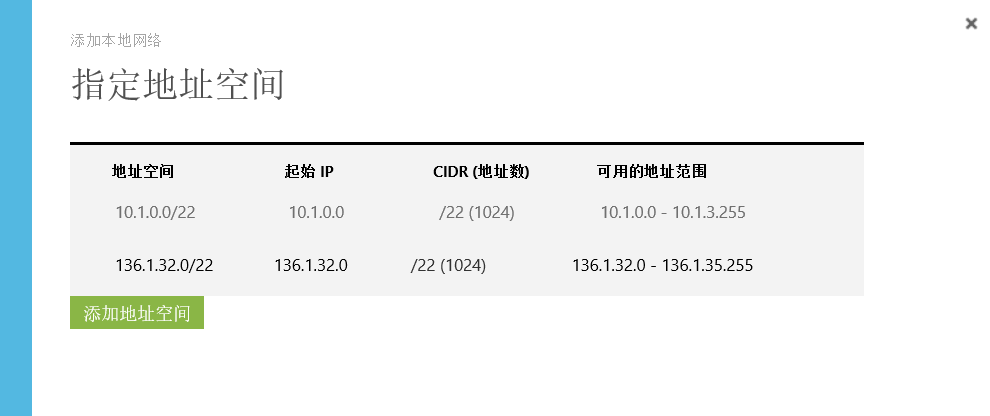 添加本地网络
指定地址空间
地址空间 起始 IP CIDR (地址数) 可用的地址范围
10.1.0.0/22 10.1.0.0 /22 (1024) 10.1.0.0 - 10.1.3.255
136.1.32.0/22 136.1.32.0 /22 (1024) 136.1.32.0 - 136.1.35.255
添加地址空间